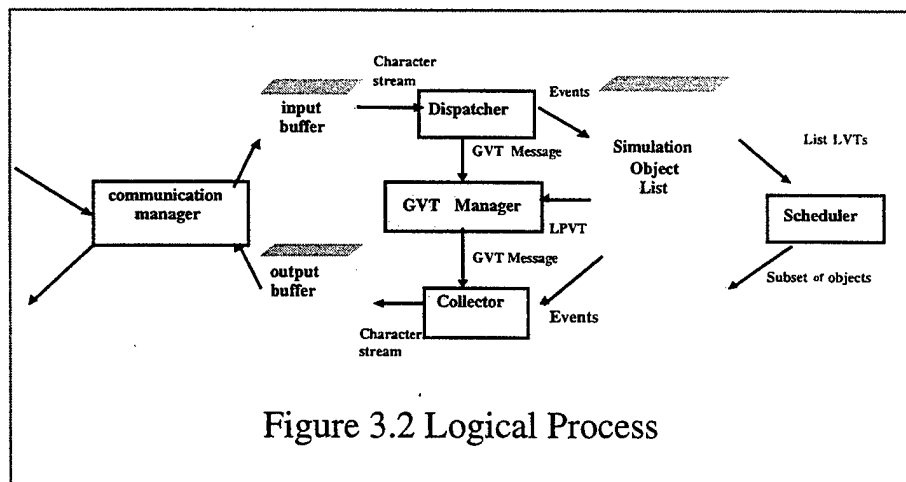 Character
stream
input
buffer
Dispatcher
Events
GVT Message
Simulation
Object
List
List LVTs
communication
manager
GVT Manager
LPVT
Scheduler
GVT Message
output
buffer
Collector
Events
Subset of objects
Character
stream
Figure 3.2 Logical Process